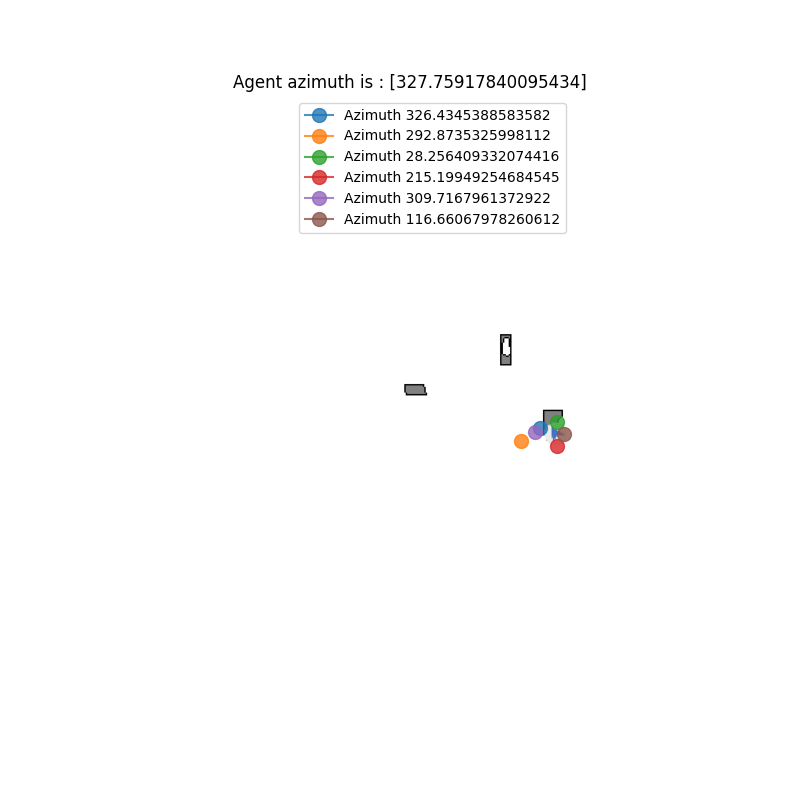 Agent azimuth is : [327.75917840095434]
Azimuth 326.4345388583582
Azimuth 292.8735325998112
Azimuth 28.256409332074416
Azimuth 215.19949254684545
Azimuth 309.7167961372922
Azimuth 116.66067978260612